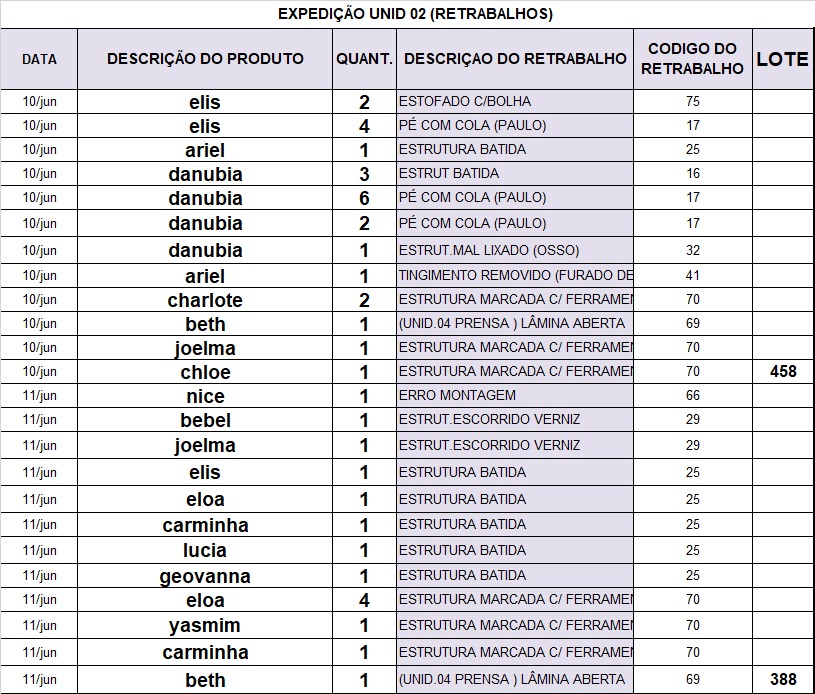 EXPEDIÇÃO UNID 02 (RETRABALHOS)
DATA DESCRIÇÃO DO PRODUTO QUANT. DESCRIÇAO DO RETRABALHO CODIGO DO RETRABALHO LOTE
10/jun elis 2 ESTOFADO C/BOLHA 75
10/jun elis 4 PÉ COM COLA (PAULO) 17
10/jun ariel 1 ESTRUTURA BATIDA 25
10/jun danubia 3 ESTRUT BATIDA 16
10/jun danubia 6 PÉ COM COLA (PAULO) 17
10/jun danubia 2 PÉ COM COLA (PAULO) 17
10/jun danubia 1 ESTRUT.MAL LIXADO (OSSO) 32
10/jun ariel 1 TINGIMENTO REMOVIDO (FURADO DE 41
10/jun charlote 2 ESTRUTURA MARCADA C/ FERRAMEN 70
10/jun beth 1 (UNID.04 PRENSA ) LÂMINA ABERTA 69
10/jun joelma 1 ESTRUTURA MARCADA C/ FERRAMEN 70
10/jun chloe 1 ESTRUTURA MARCADA C/ FERRAMEN 70 458
11/jun nice 1 ERRO MONTAGEM 66
11/jun bebel 1 ESTRUT.ESCORRIDO VERNIZ 29
11/jun joelma 1 ESTRUT.ESCORRIDO VERNIZ 29
11/jun elis 1 ESTRUTURA BATIDA 25
11/jun eloa 1 ESTRUTURA BATIDA 25
11/jun carminha 1 ESTRUTURA BATIDA 25
11/jun lucia 1 ESTRUTURA BATIDA 25
11/jun geovanna 1 ESTRUTURA BATIDA 25
11/jun eloa 4 ESTRUTURA MARCADA C/ FERRAMEN 70
11/jun yasmim 1 ESTRUTURA MARCADA C/ FERRAMEN 70
11/jun carminha 1 ESTRUTURA MARCADA C/ FERRAMEN 70
11/jun beth 1 (UNID.04 PRENSA ) LÂMINA ABERTA 69 388